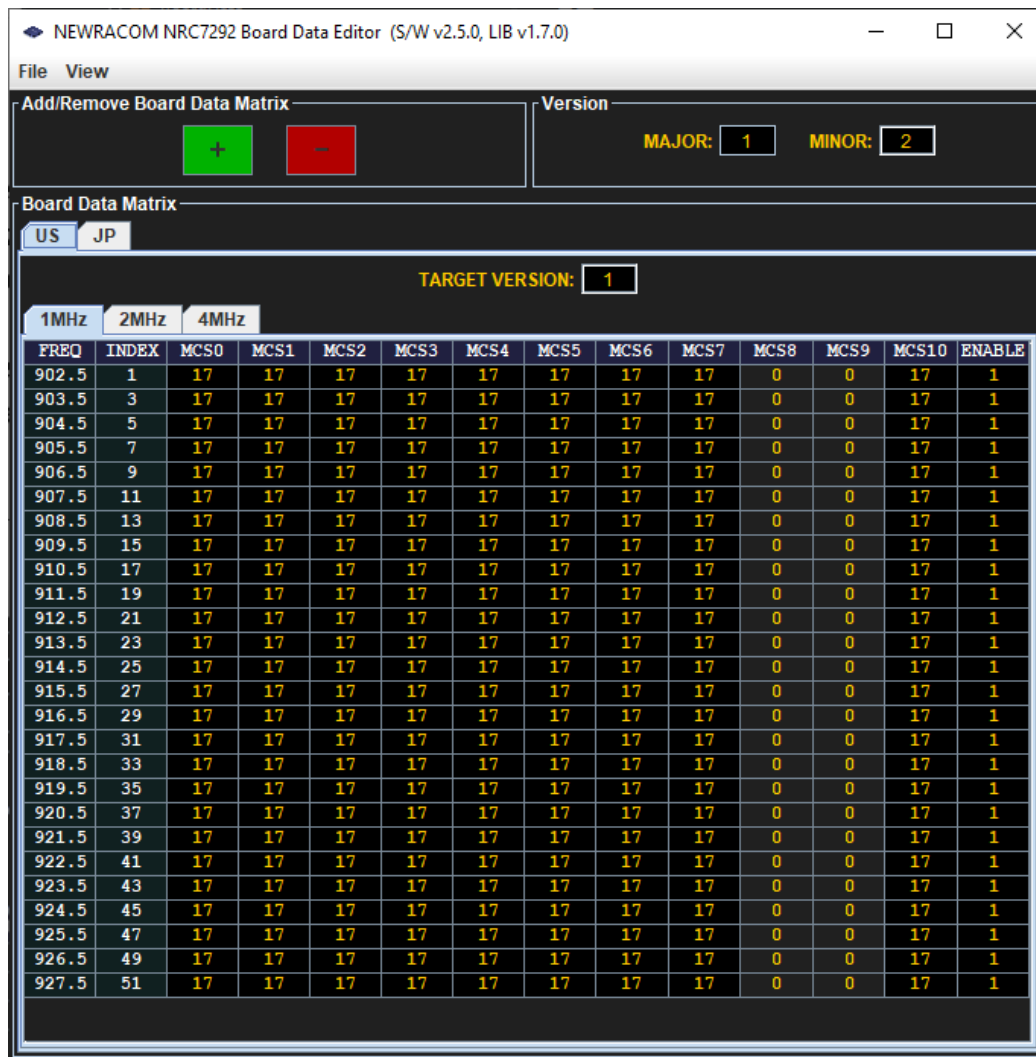 NEWRACOM NRC7292 Board Data Editor (S/W v2.5.0, LIB v1.7.0)
File View
Add/Remove Board Data Matrix
+ -
Version
MAJOR: 1 MINOR: 2
Board Data Matrix
US JP
TARGET VERSION: 1
1MHz 2MHz 4MHz
FREQ INDEX MCS0 MCS1 MCS2 MCS3 MCS4 MCS5 MCS6 MCS7 MCS8 MCS9 MCS10 ENABLE
902.5 1 17 17 17 17 17 17 17 17 0 0 17 1
903.5 3 17 17 17 17 17 17 17 17 0 0 17 1
904.5 5 17 17 17 17 17 17 17 17 0 0 17 1
905.5 7 17 17 17 17 17 17 17 17 0 0 17 1
906.5 9 17 17 17 17 17 17 17 17 0 0 17 1
907.5 11 17 17 17 17 17 17 17 17 0 0 17 1
908.5 13 17 17 17 17 17 17 17 17 0 0 17 1
909.5 15 17 17 17 17 17 17 17 17 0 0 17 1
910.5 17 17 17 17 17 17 17 17 17 0 0 17 1
911.5 19 17 17 17 17 17 17 17 17 0 0 17 1
912.5 21 17 17 17 17 17 17 17 17 0 0 17 1
913.5 23 17 17 17 17 17 17 17 17 0 0 17 1
914.5 25 17 17 17 17 17 17 17 17 0 0 17 1
915.5 27 17 17 17 17 17 17 17 17 0 0 17 1
916.5 29 17 17 17 17 17 17 17 17 0 0 17 1
917.5 31 17 17 17 17 17 17 17 17 0 0 17 1
918.5 33 17 17 17 17 17 17 17 17 0 0 17 1
919.5 35 17 17 17 17 17 17 17 17 0 0 17 1
920.5 37 17 17 17 17 17 17 17 17 0 0 17 1
921.5 39 17 17 17 17 17 17 17 17 0 0 17 1
922.5 41 17 17 17 17 17 17 17 17 0 0 17 1
923.5 43 17 17 17 17 17 17 17 17 0 0 17 1
924.5 45 17 17 17 17 17 17 17 17 0 0 17 1
925.5 47 17 17 17 17 17 17 17 17 0 0 17 1
926.5 49 17 17 17 17 17 17 17 17 0 0 17 1
927.5 51 17 17 17 17 17 17 17 17 0 0 17 1